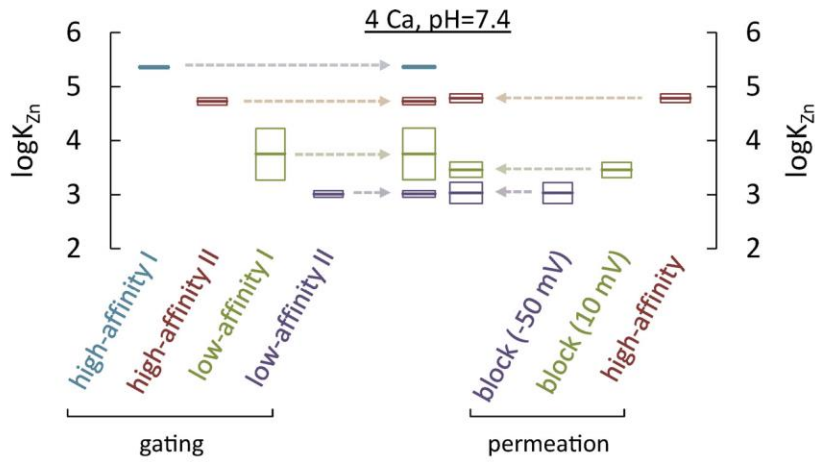 4 Ca, pH=7.4
6
5
4
3
2
logK_Zn
6
5
4
3
2
logK_Zn
high-affinity I
high-affinity II
low-affinity I
low-affinity II
block (-50 mV)
block (10 mV)
high-affinity
gating
permeation